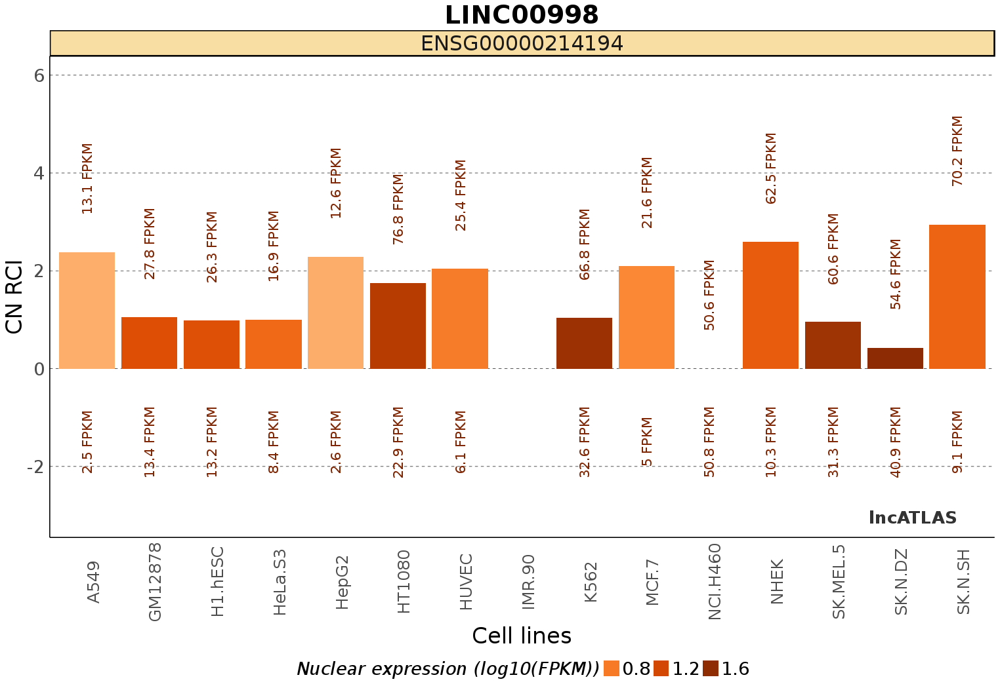 LINC00998
ENSG00000214194
CN RCI
6
4
2
0
-2
13.1 FPKM
27.8 FPKM
26.3 FPKM
16.9 FPKM
12.6 FPKM
76.8 FPKM
25.4 FPKM
66.8 FPKM
21.6 FPKM
50.6 FPKM
62.5 FPKM
60.6 FPKM
54.6 FPKM
70.2 FPKM
2.5 FPKM
13.4 FPKM
13.2 FPKM
8.4 FPKM
2.6 FPKM
22.9 FPKM
6.1 FPKM
32.6 FPKM
5 FPKM
50.8 FPKM
10.3 FPKM
31.3 FPKM
40.9 FPKM
9.1 FPKM
lncATLAS
A549
GM12878
H1.hESC
HeLa.S3
HepG2
HT1080
HUVEC
IMR.90
K562
MCF.7
NCI.H460
NHEK
SK.MEL.5
SK.N.DZ
SK.N.SH
Cell lines
Nuclear expression (log10(FPKM)) 0.8 1.2 1.6